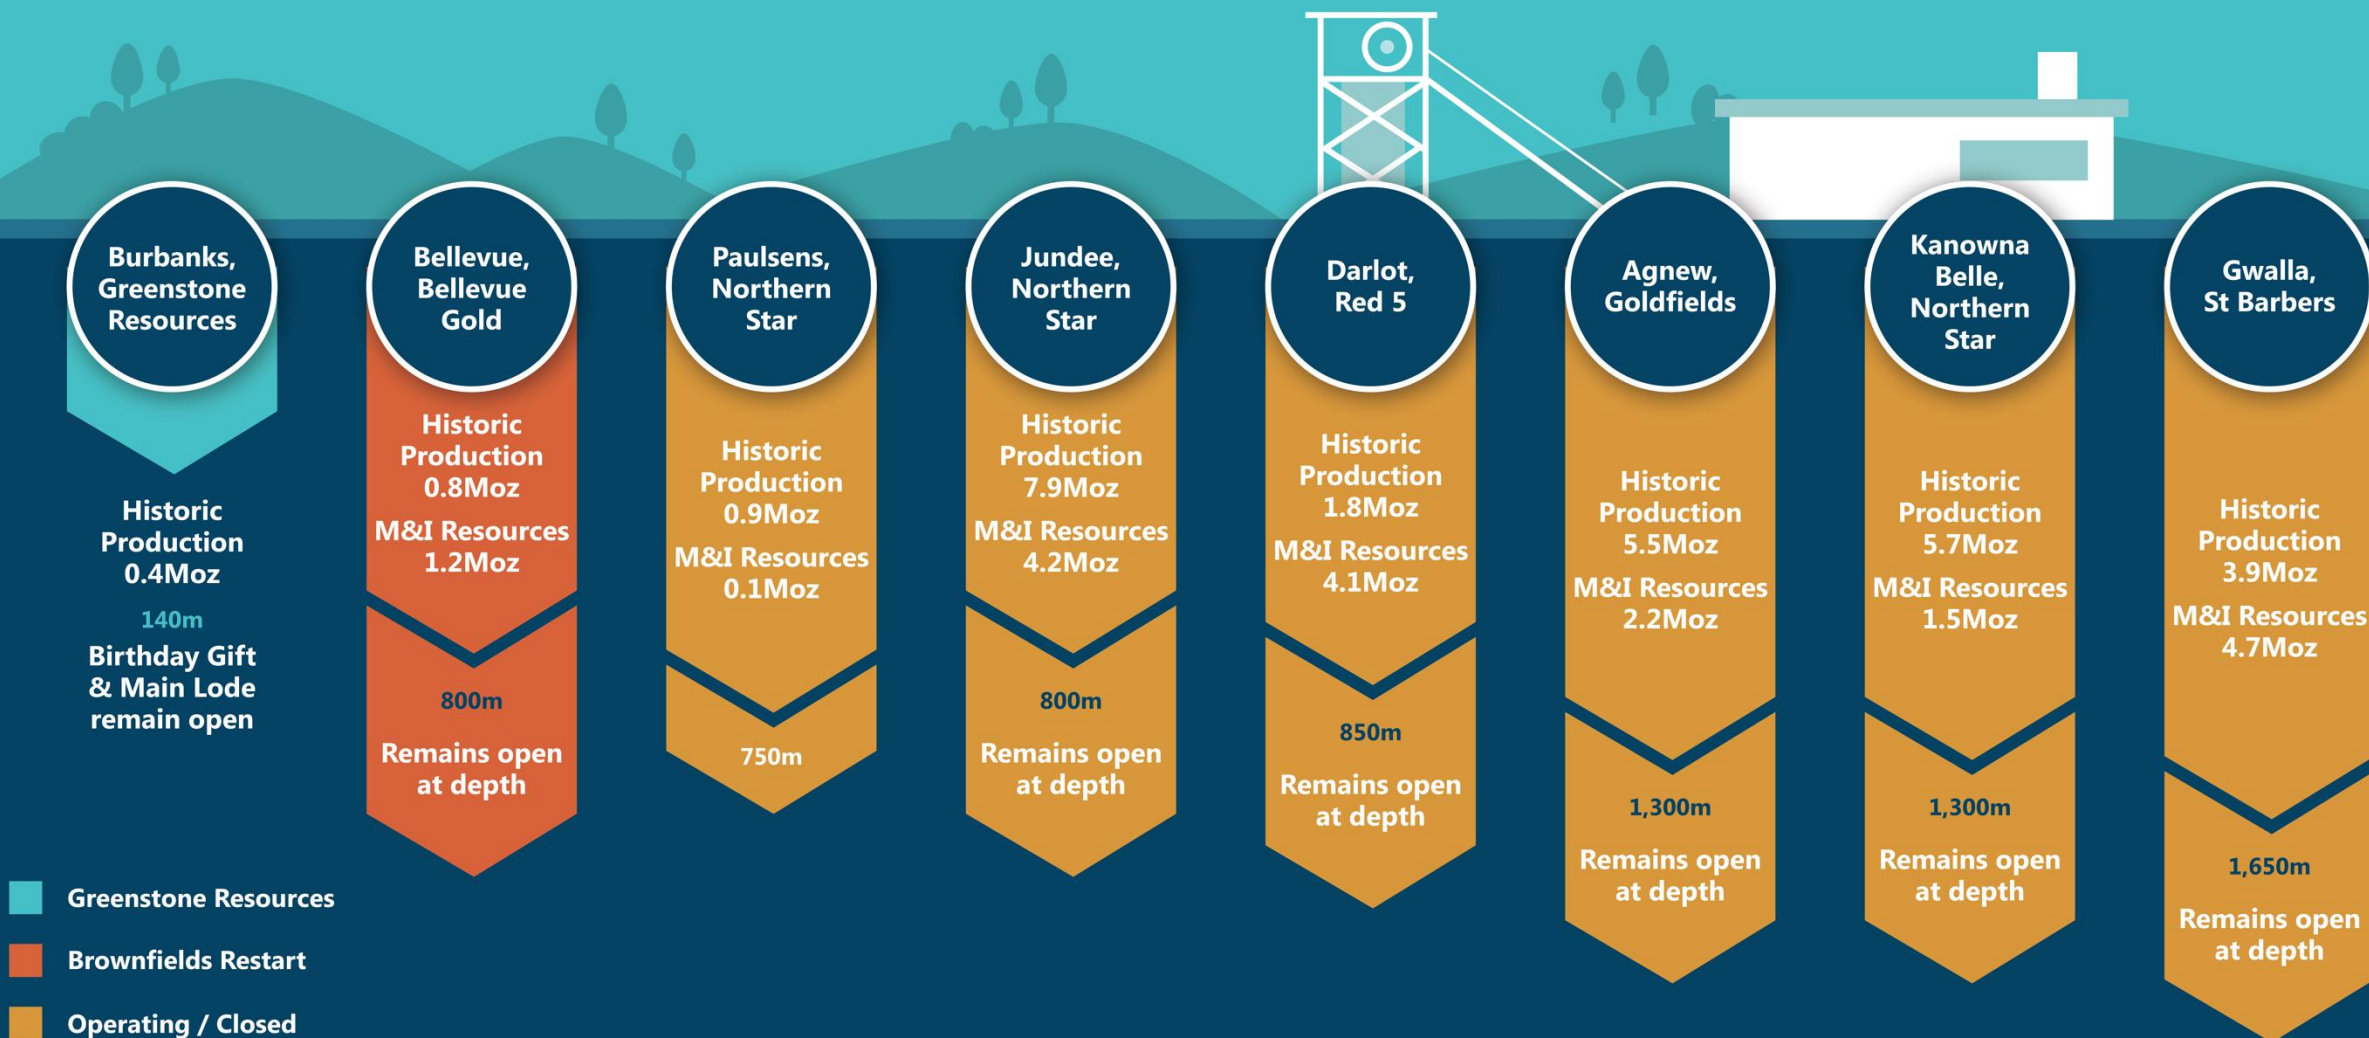 Burbanks,
Greenstone
Resources
Historic
Production
0.4Moz
140m
Birthday Gift
& Main Lode
remain open
Bellevue,
Bellevue
Gold
Historic
Production
0.8Moz
M&I Resources
1.2Moz
800m
Remains open
at depth
Paulsens,
Northern
Star
Historic
Production
0.9Moz
M&I Resources
0.1Moz
750m
Jundee,
Northern
Star
Historic
Production
7.9Moz
M&I Resources
4.2Moz
800m
Remains open
at depth
Darlot,
Red 5
Historic
Production
1.8Moz
M&I Resources
4.1Moz
850m
Remains open
at depth
Agnew,
Goldfields
Historic
Production
5.5Moz
M&I Resources
2.2Moz
1,300m
Remains open
at depth
Kanowna
Belle,
Northern
Star
Historic
Production
5.7Moz
M&I Resources
1.5Moz
1,300m
Remains open
at depth
Gwalla,
St Barbers
Historic
Production
3.9Moz
M&I Resources
4.7Moz
1,650m
Remains open
at depth
Greenstone Resources
Brownfields Restart
Operating / Closed